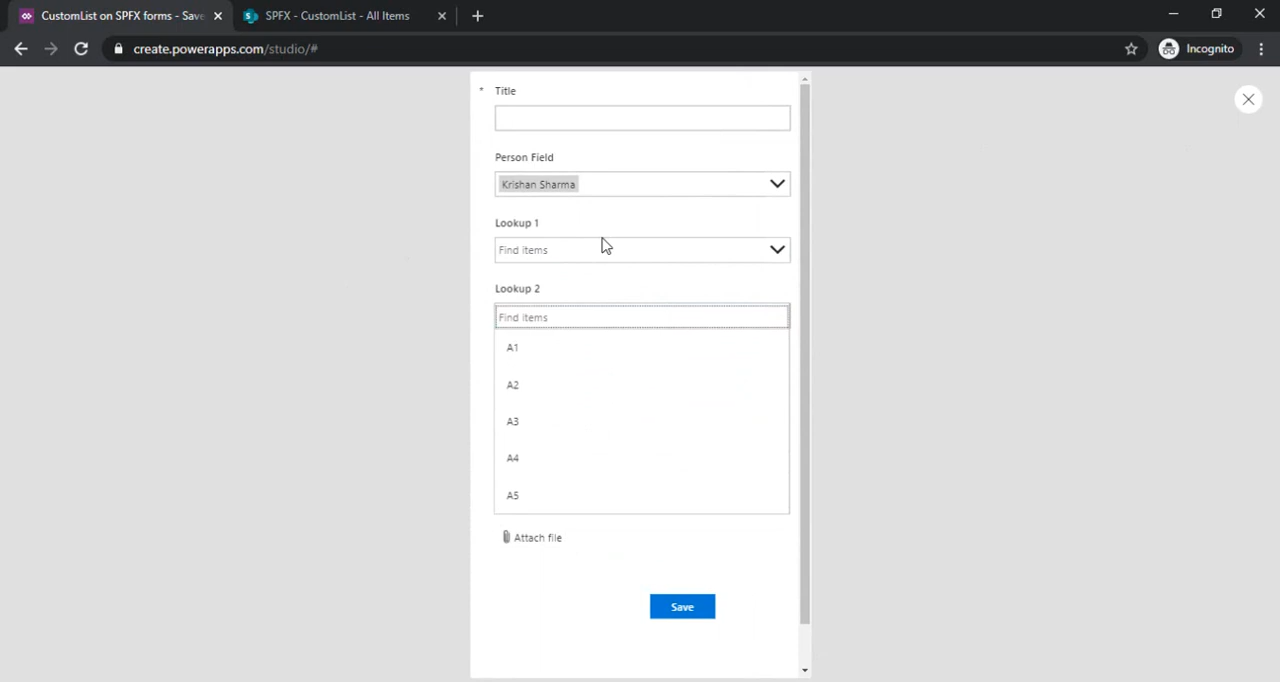 CustomList on SPFX forms - Save
SPFX - CustomList - All Items
create.powerapps.com/studio/#
Incognito
* Title
Person Field
Krishan Sharma
Lookup 1
Find items
Lookup 2
Find items
A1
A2
A3
A4
A5
Attach file
Save